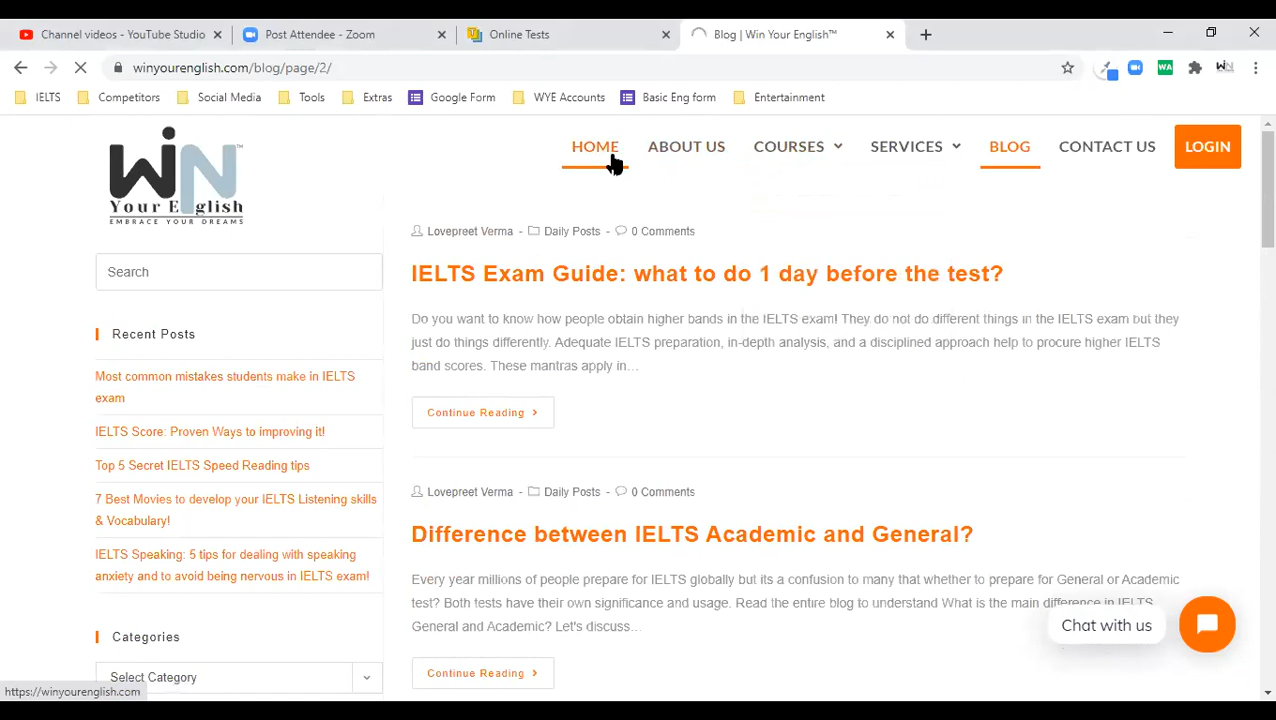 Channel videos - YouTube Studio
Post Attendee - Zoom
Online Tests
Blog | Win Your English™
winyourenglish.com/blog/page/2/
WA
WN
IELTS
Competitors
Social Media
Tools
Extras
Google Form
WYE Accounts
Basic Eng form
Entertainment
WiN™
Your English
EMBRACE YOUR DREAMS
HOME
ABOUT US
COURSES
SERVICES
BLOG
CONTACT US
LOGIN
Search
Recent Posts
Most common mistakes students make in IELTS
exam
IELTS Score: Proven Ways to improving it!
Top 5 Secret IELTS Speed Reading tips
7 Best Movies to develop your IELTS Listening skills
& Vocabulary!
IELTS Speaking: 5 tips for dealing with speaking
anxiety and to avoid being nervous in IELTS exam!
Categories
Select Category
Lovepreet Verma - Daily Posts - 0 Comments
IELTS Exam Guide: what to do 1 day before the test?
Do you want to know how people obtain higher bands in the IELTS exam! They do not do different things in the IELTS exam but they
just do things differently. Adequate IELTS preparation, in-depth analysis, and a disciplined approach help to procure higher IELTS
band scores. These mantras apply in…
Continue Reading
Lovepreet Verma - Daily Posts - 0 Comments
Difference between IELTS Academic and General?
Every year millions of people prepare for IELTS globally but its a confusion to many that whether to prepare for General or Academic
test? Both tests have their own significance and usage. Read the entire blog to understand What is the main difference in IELTS
General and Academic? Let's discuss…
Continue Reading
Chat with us
https://winyourenglish.com